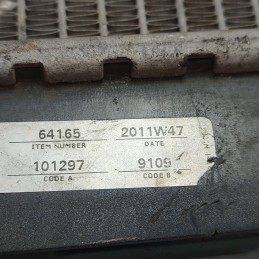 64165 2011W47
ITEM NUMBER DATE
101297 9109
CODE A CODE B